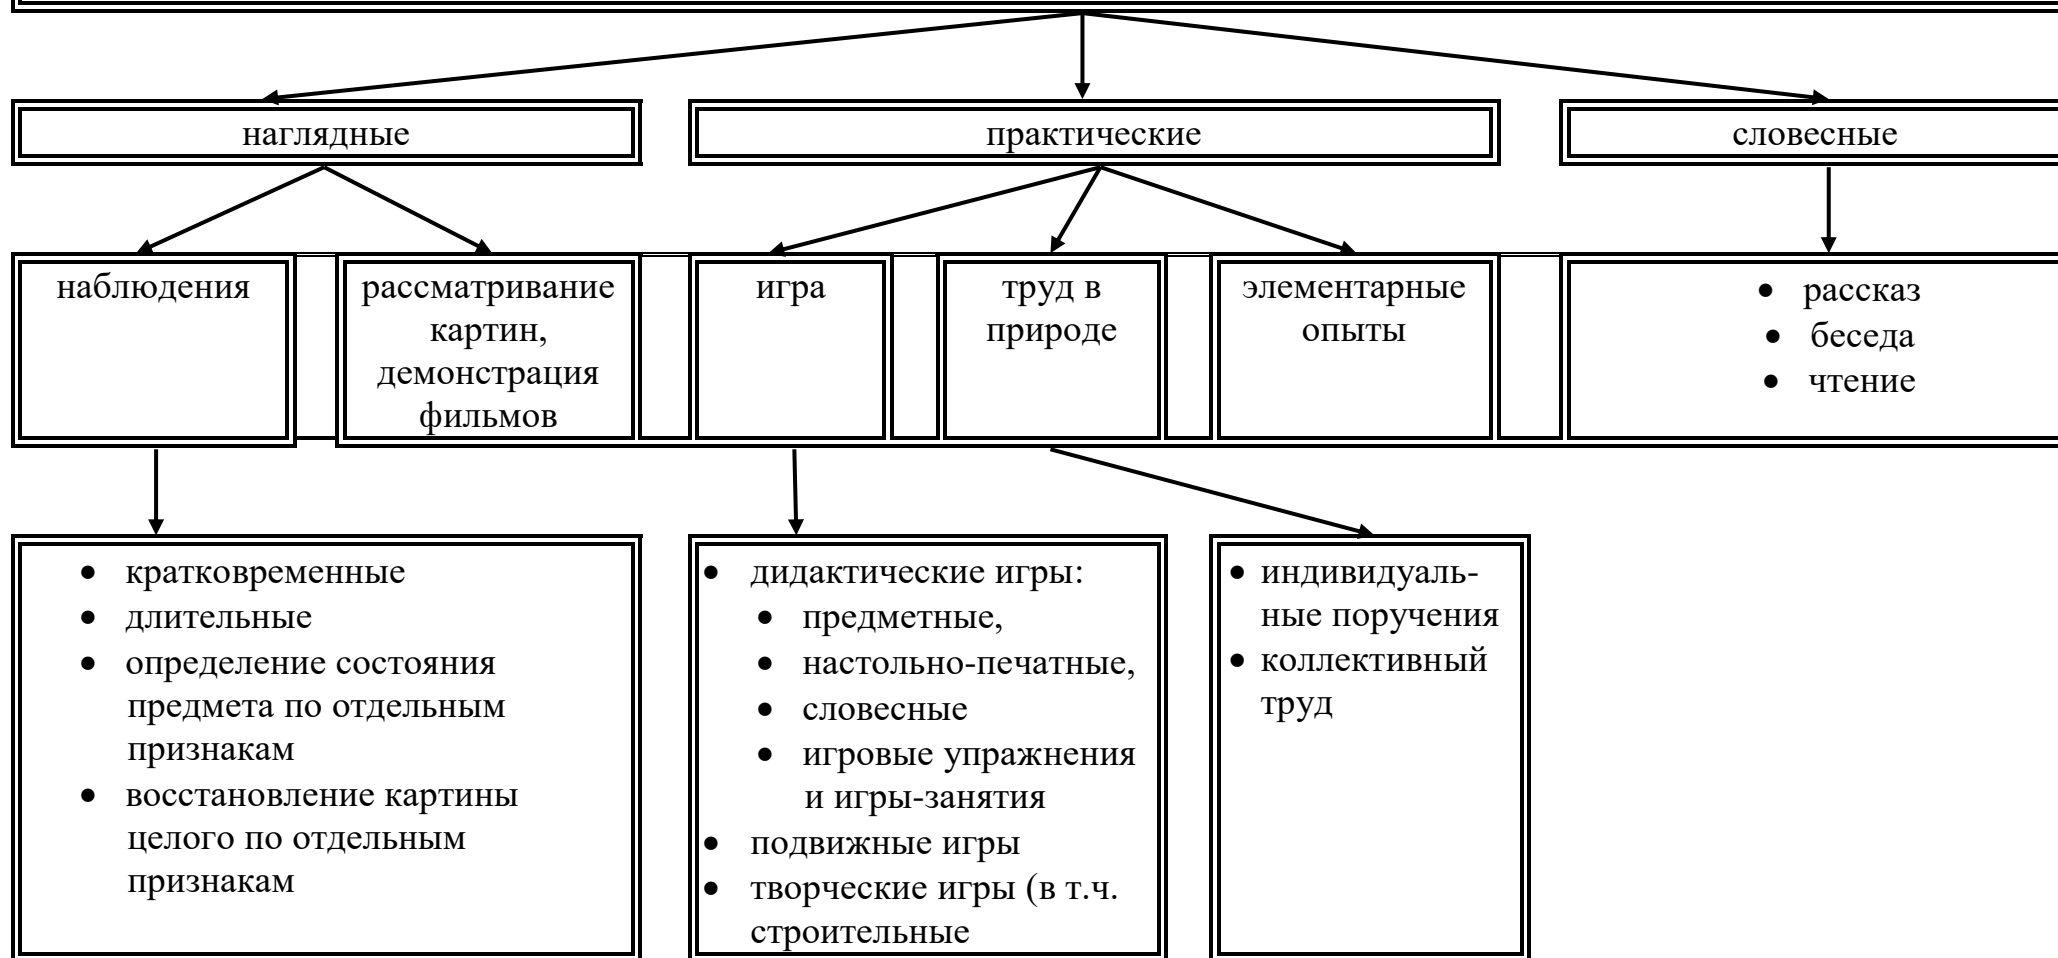 наглядные
практические
словесные
наблюдения
рассматривание
картин,
демонстрация
фильмов
игра
труд в
природе
элементарные
опыты
• рассказ
• беседа
• чтение
• кратковременные
• длительные
• определение состояния
предмета по отдельным
признакам
• восстановление картины
целого по отдельным
признакам
• дидактические игры:
• предметные,
• настольно-печатные,
• словесные
• игровые упражнения
и игры-занятия
• подвижные игры
• творческие игры (в т.ч.
строительные
• индивидуаль-
ные поручения
• коллективный
труд